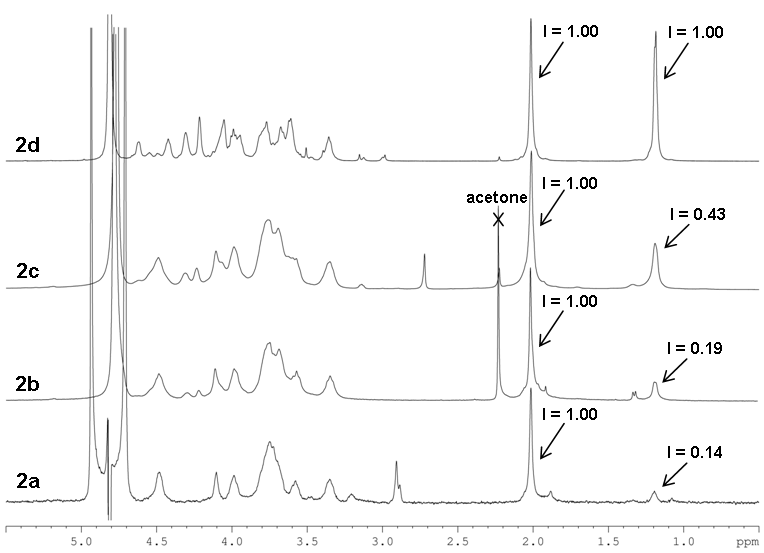 I = 1.00
I = 1.00
2d
I = 1.00
acetone
X
I = 0.43
2c
I = 1.00
I = 0.19
2b
I = 1.00
I = 0.14
2a
5.0 4.5 4.0 3.5 3.0 2.5 2.0 1.5 1.0 ppm